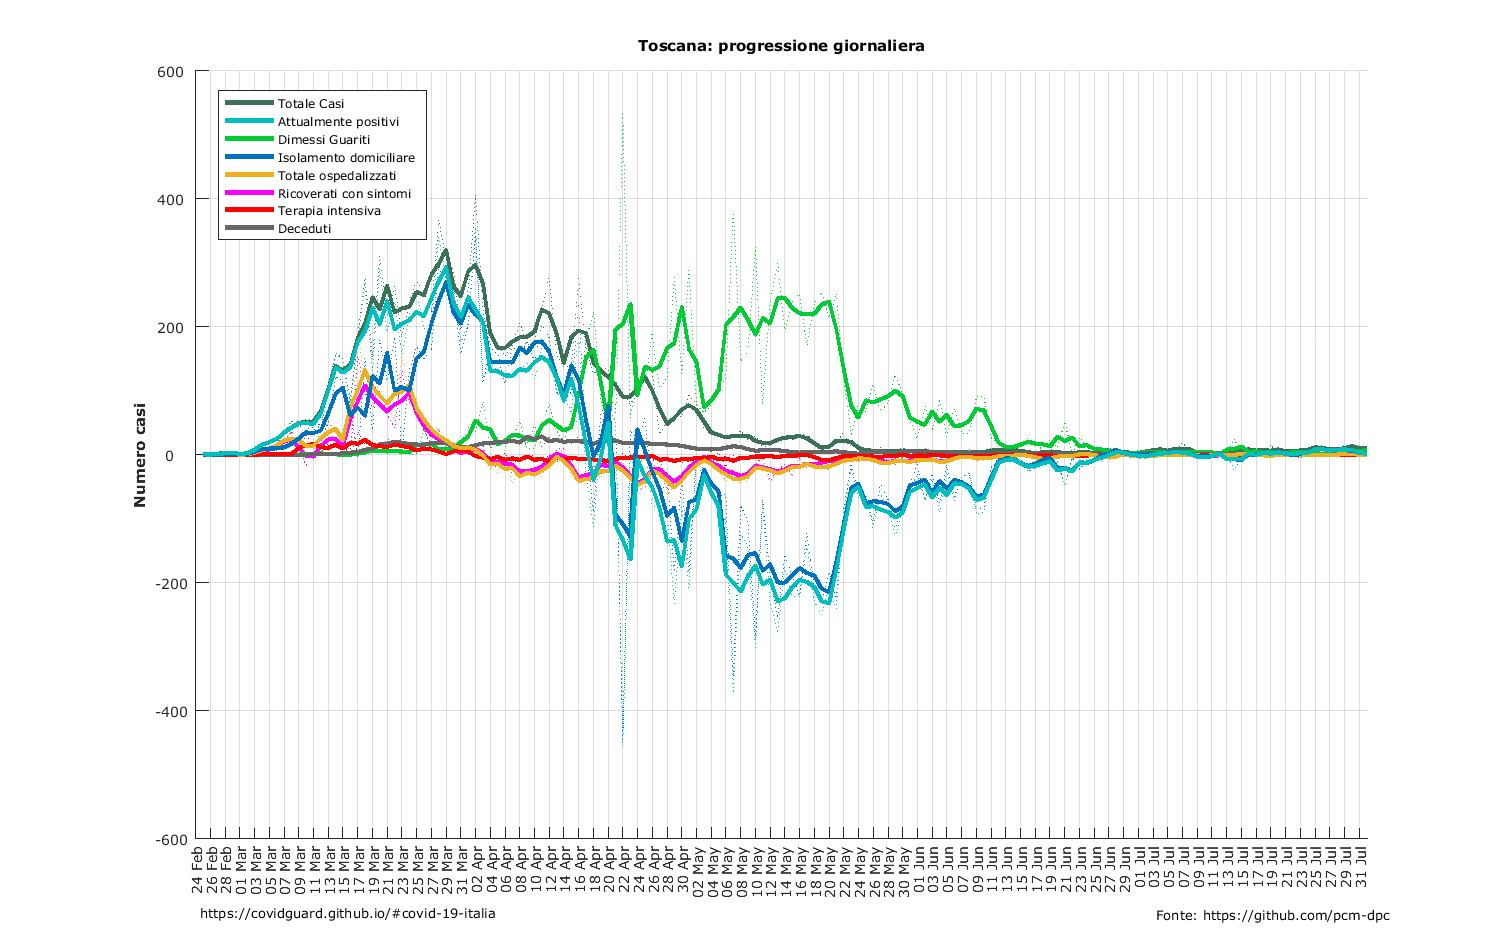 Toscana: progressione giornaliera
600
400
200
0
-200
-400
-600
Numero casi
Totale Casi
Attualmente positivi
Dimessi Guariti
Isolamento domiciliare
Totale ospedalizzati
Ricoverati con sintomi
Terapia intensiva
Deceduti
24 Feb
26 Feb
28 Feb
01 Mar
03 Mar
05 Mar
07 Mar
09 Mar
11 Mar
13 Mar
15 Mar
17 Mar
19 Mar
21 Mar
23 Mar
25 Mar
27 Mar
29 Mar
31 Mar
02 Apr
04 Apr
06 Apr
08 Apr
10 Apr
12 Apr
14 Apr
16 Apr
18 Apr
20 Apr
22 Apr
24 Apr
26 Apr
28 Apr
30 Apr
02 May
04 May
06 May
08 May
10 May
12 May
14 May
16 May
18 May
20 May
22 May
24 May
26 May
28 May
30 May
01 Jun
03 Jun
05 Jun
07 Jun
09 Jun
11 Jun
13 Jun
15 Jun
17 Jun
19 Jun
21 Jun
23 Jun
25 Jun
27 Jun
29 Jun
01 Jul
03 Jul
05 Jul
07 Jul
09 Jul
11 Jul
13 Jul
15 Jul
17 Jul
19 Jul
21 Jul
23 Jul
25 Jul
27 Jul
29 Jul
31 Jul
https://covidguard.github.io/#covid-19-italia
Fonte: https://github.com/pcm-dpc